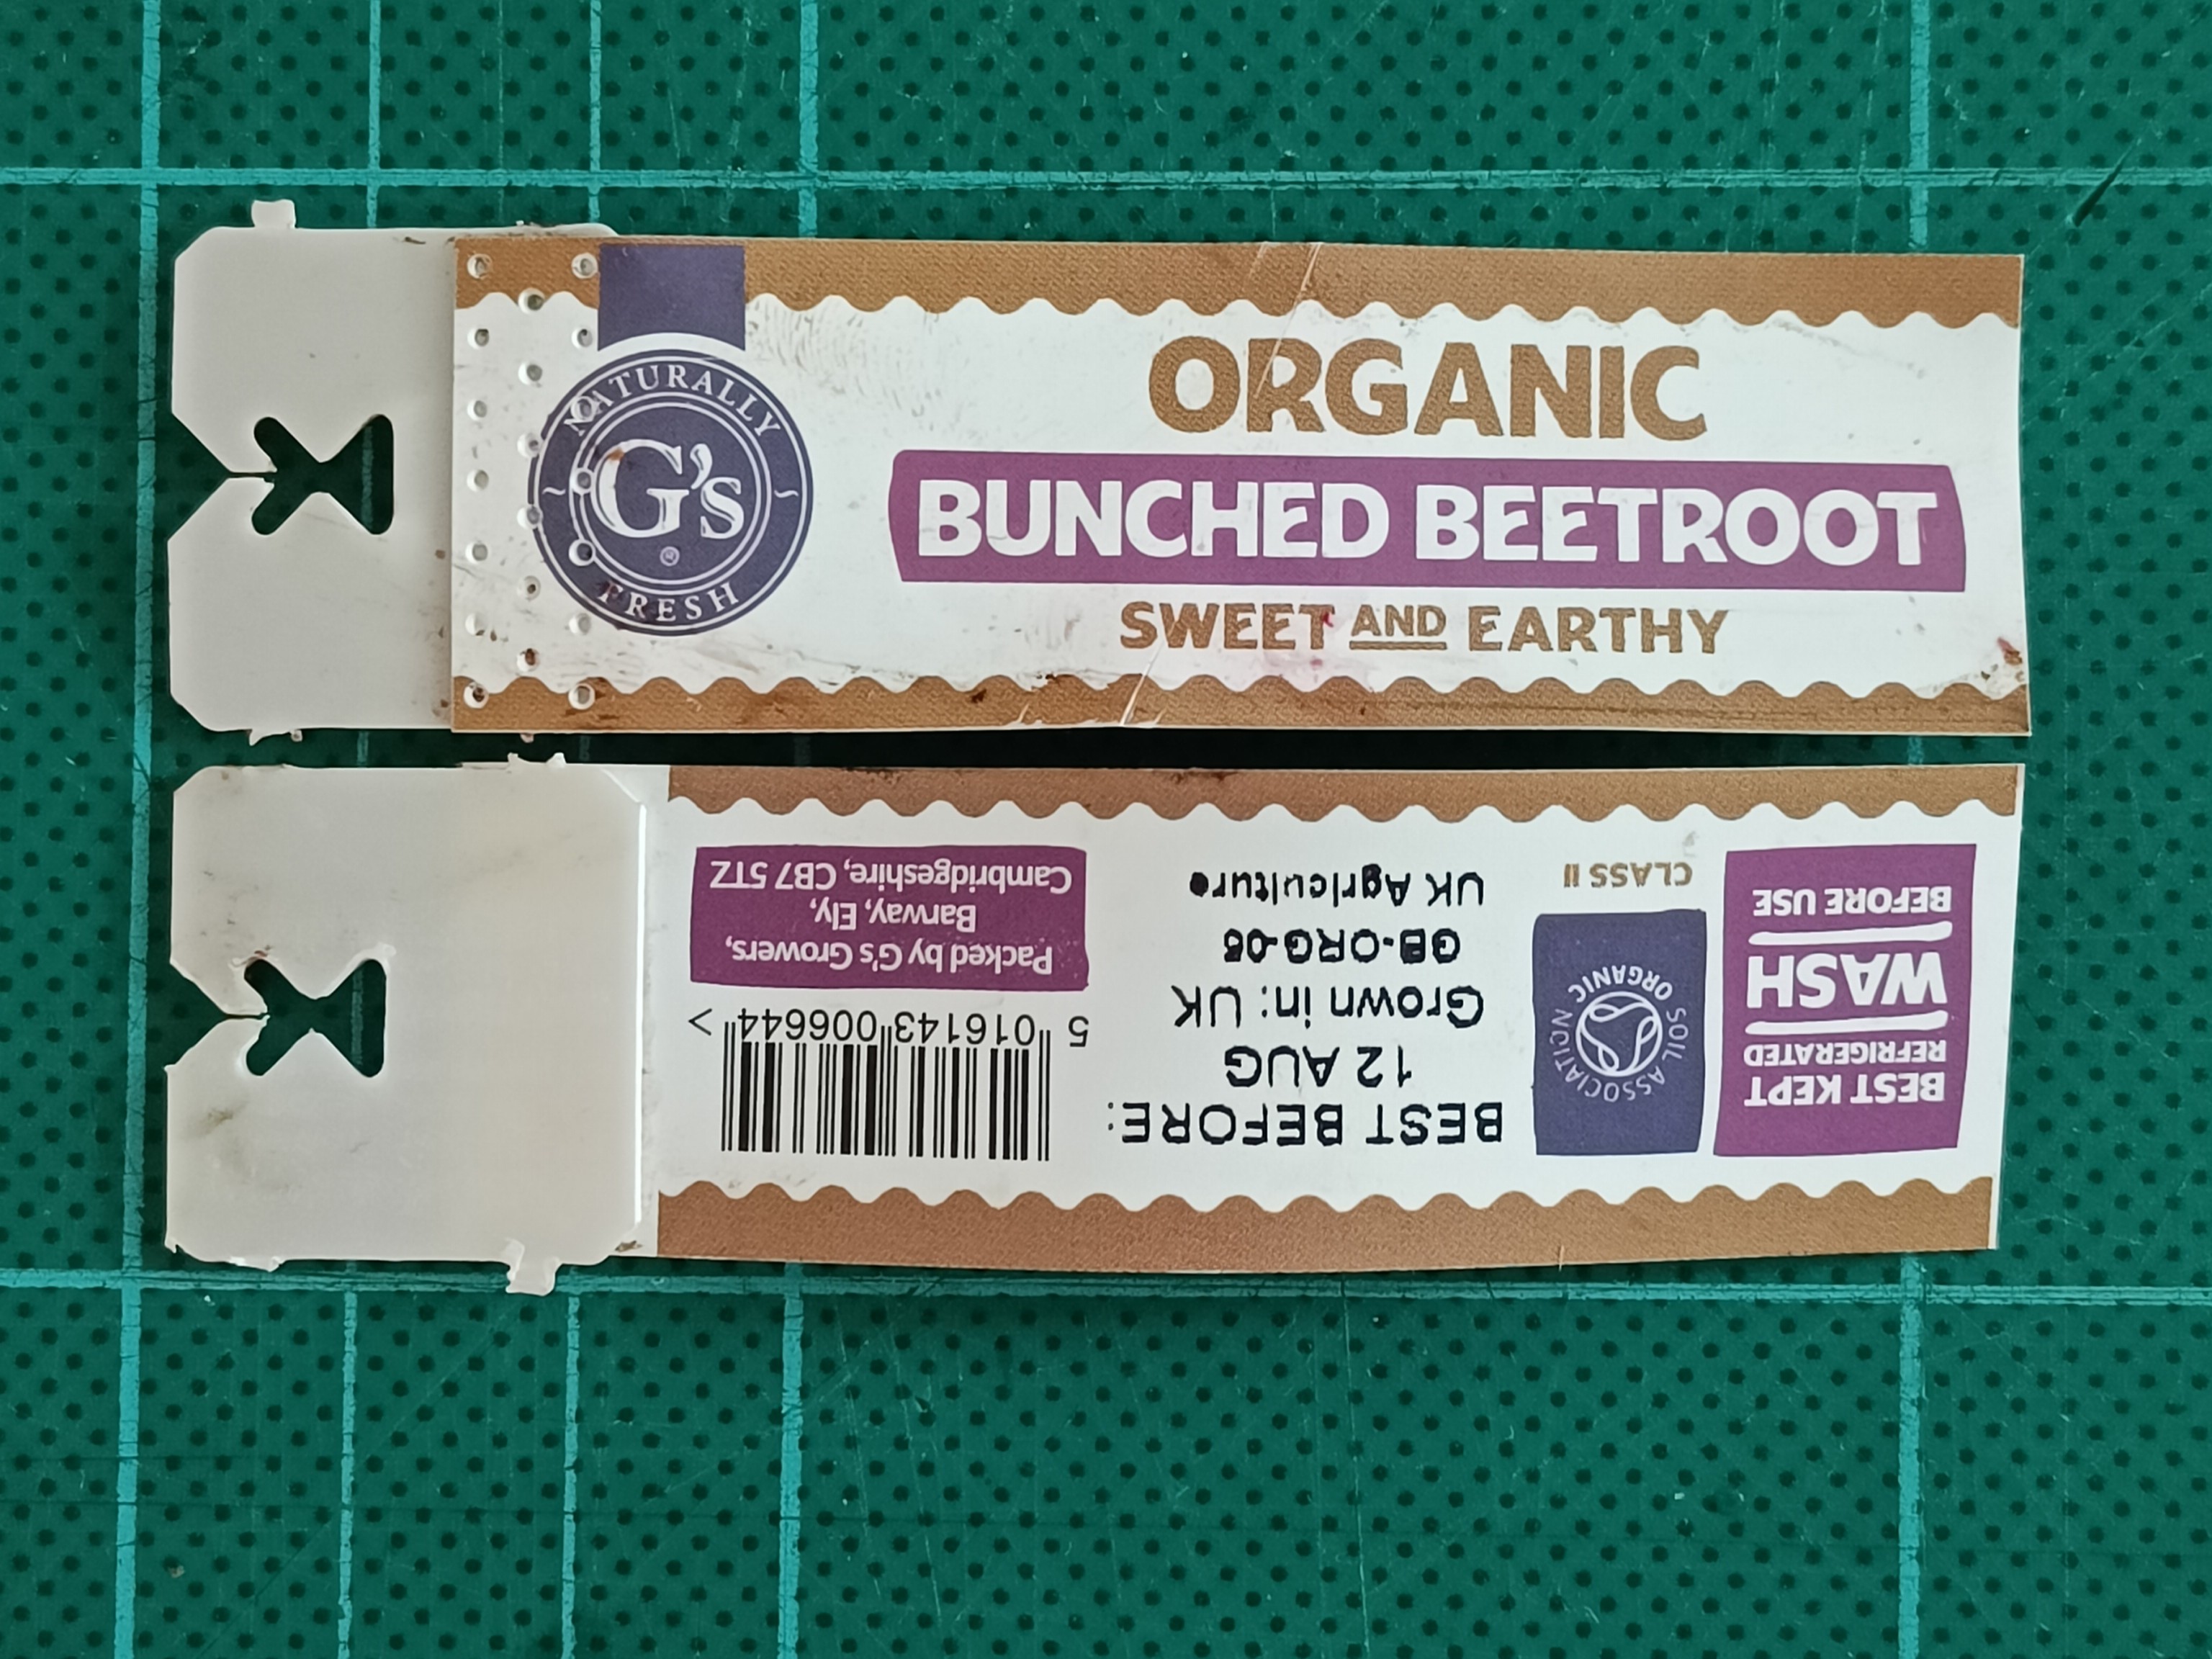 NATURALLY
G's
®
FRESH
ORGANIC
BUNCHED BEETROOT
SWEET AND EARTHY
BEST KEPT
REFRIGERATED
WASH
BEFORE USE
SOIL ASSOCIATION
ORGANIC
CLASS II
BEST BEFORE:
12 AUG
Grown in: UK
GB-ORG-05
UK Agriculture
5 016143 006644 >
Packed by G's Growers,
Barway, Ely,
Cambridgeshire, CB7 5TZ